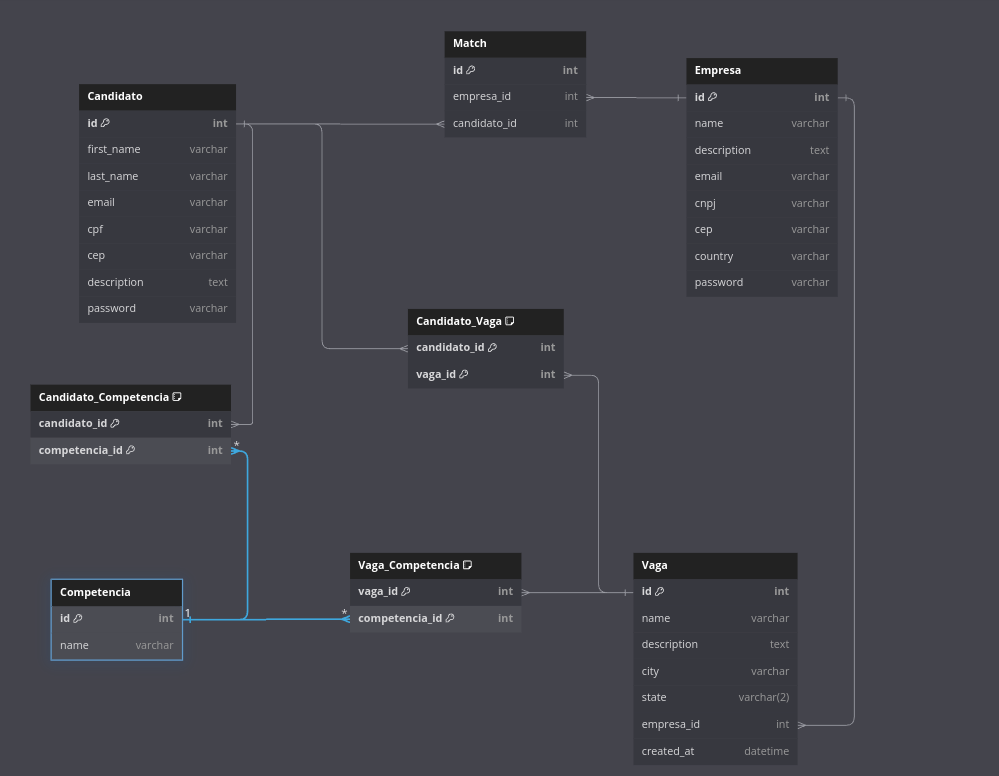 Match
id int
empresa_id int
candidato_id int
Empresa
id int
name varchar
description text
email varchar
cnpj varchar
cep varchar
country varchar
password varchar
Candidato
id int
first_name varchar
last_name varchar
email varchar
cpf varchar
cep varchar
description text
password varchar
Candidato_Vaga
candidato_id int
vaga_id int
Candidato_Competencia
candidato_id int
competencia_id int
*
Competencia
id int
name varchar
1
*
Vaga_Competencia
vaga_id int
competencia_id int
Vaga
id int
name varchar
description text
city varchar
state varchar(2)
empresa_id int
created_at datetime